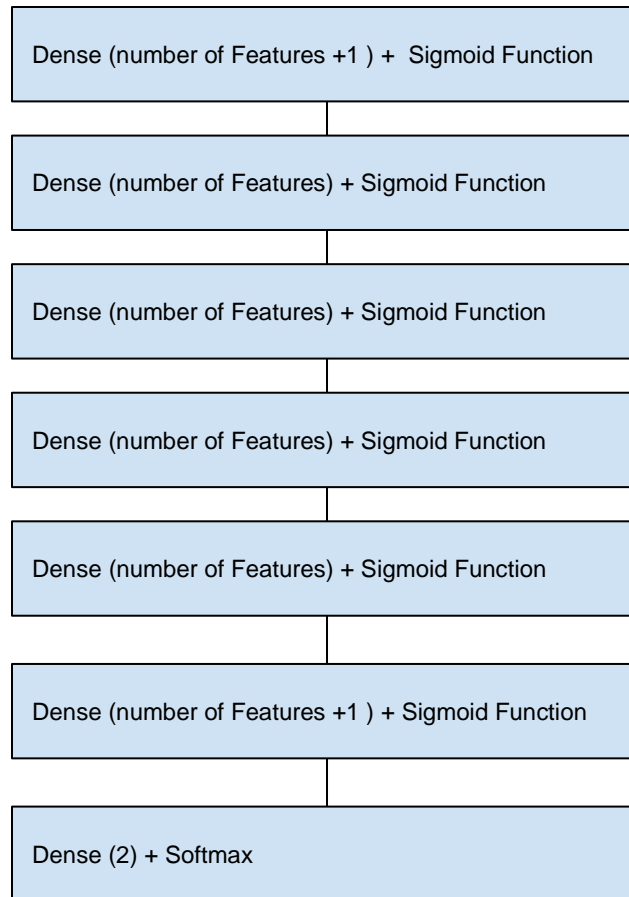 Dense (number of Features +1 ) + Sigmoid Function
Dense (number of Features) + Sigmoid Function
Dense (number of Features) + Sigmoid Function
Dense (number of Features) + Sigmoid Function
Dense (number of Features) + Sigmoid Function
Dense (number of Features +1 ) + Sigmoid Function
Dense (2) + Softmax